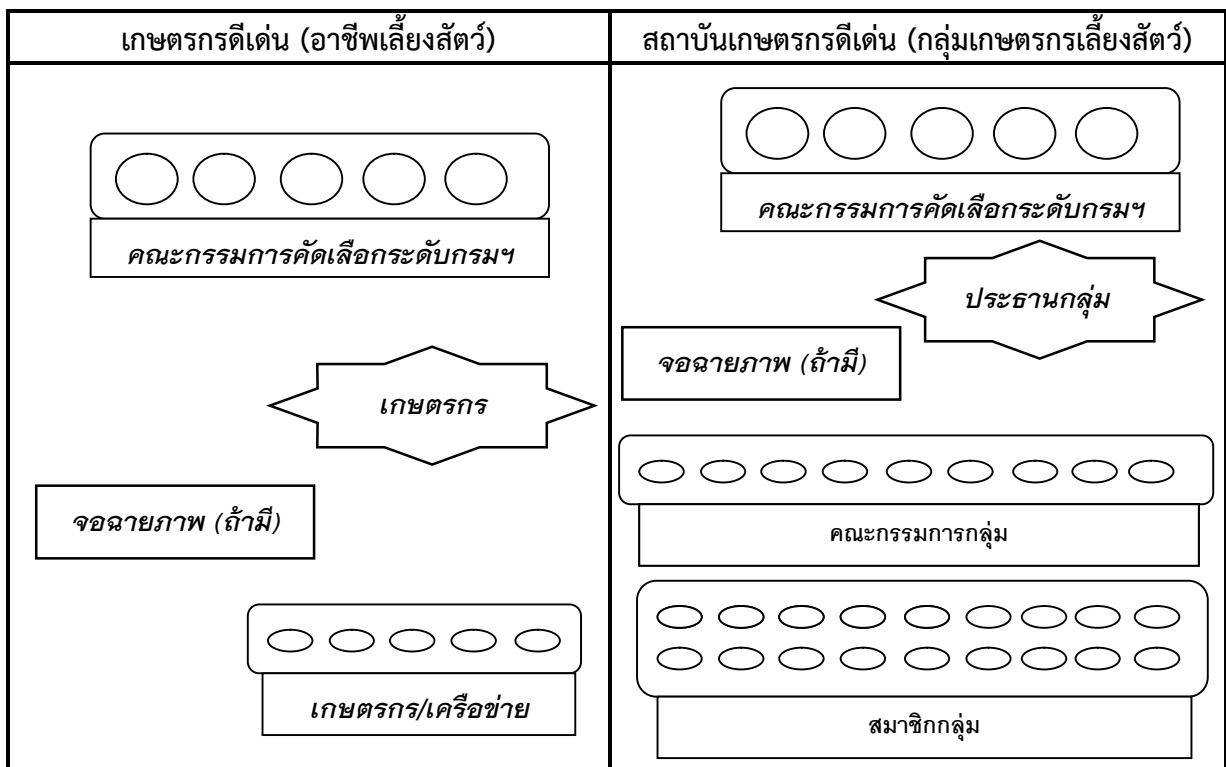 เกษตรกรดีเด่น (อาชีพเลี้ยงสัตว์)
คณะกรรมการคัดเลือกระดับกรมฯ
เกษตรกร
จอฉายภาพ (ถ้ามี)
เกษตรกร/เครือข่าย
สถาบันเกษตรกรดีเด่น (กลุ่มเกษตรกรเลี้ยงสัตว์)
คณะกรรมการคัดเลือกระดับกรมฯ
ประธานกลุ่ม
จอฉายภาพ (ถ้ามี)
คณะกรรมการกลุ่ม
สมาชิกกลุ่ม